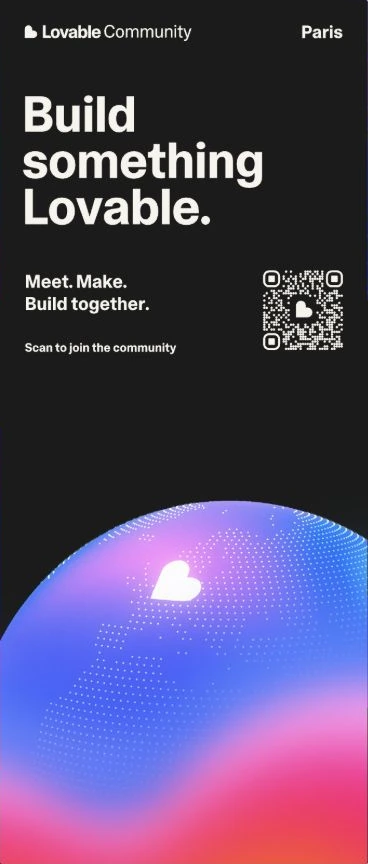 Lovable Community
Paris
Build
something
Lovable.
Meet. Make.
Build together.
Scan to join the community